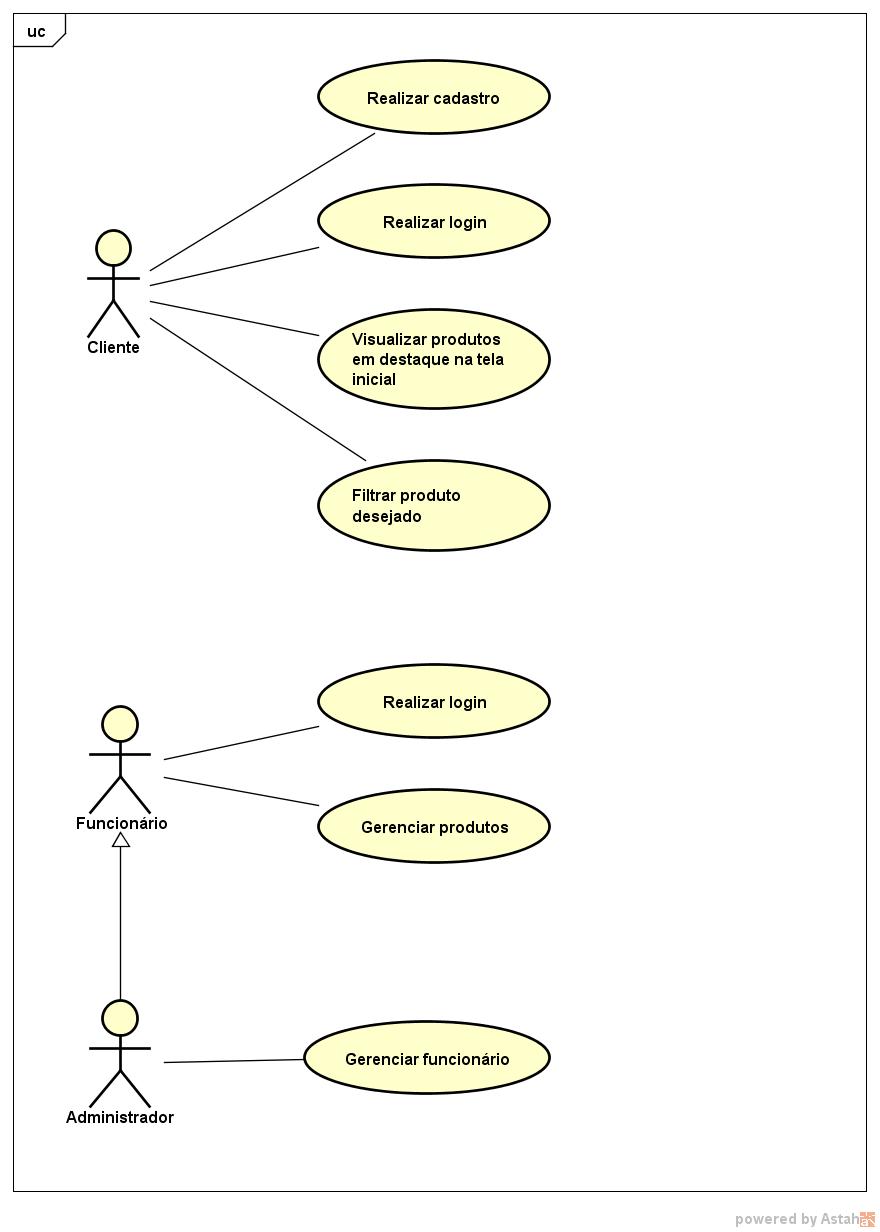 uc
Realizar cadastro
Realizar login
Cliente
Visualizar produtos
em destaque na tela
inicial
Filtrar produto
desejado
Realizar login
Funcionário
Gerenciar produtos
Gerenciar funcionário
Administrador
powered by Astah